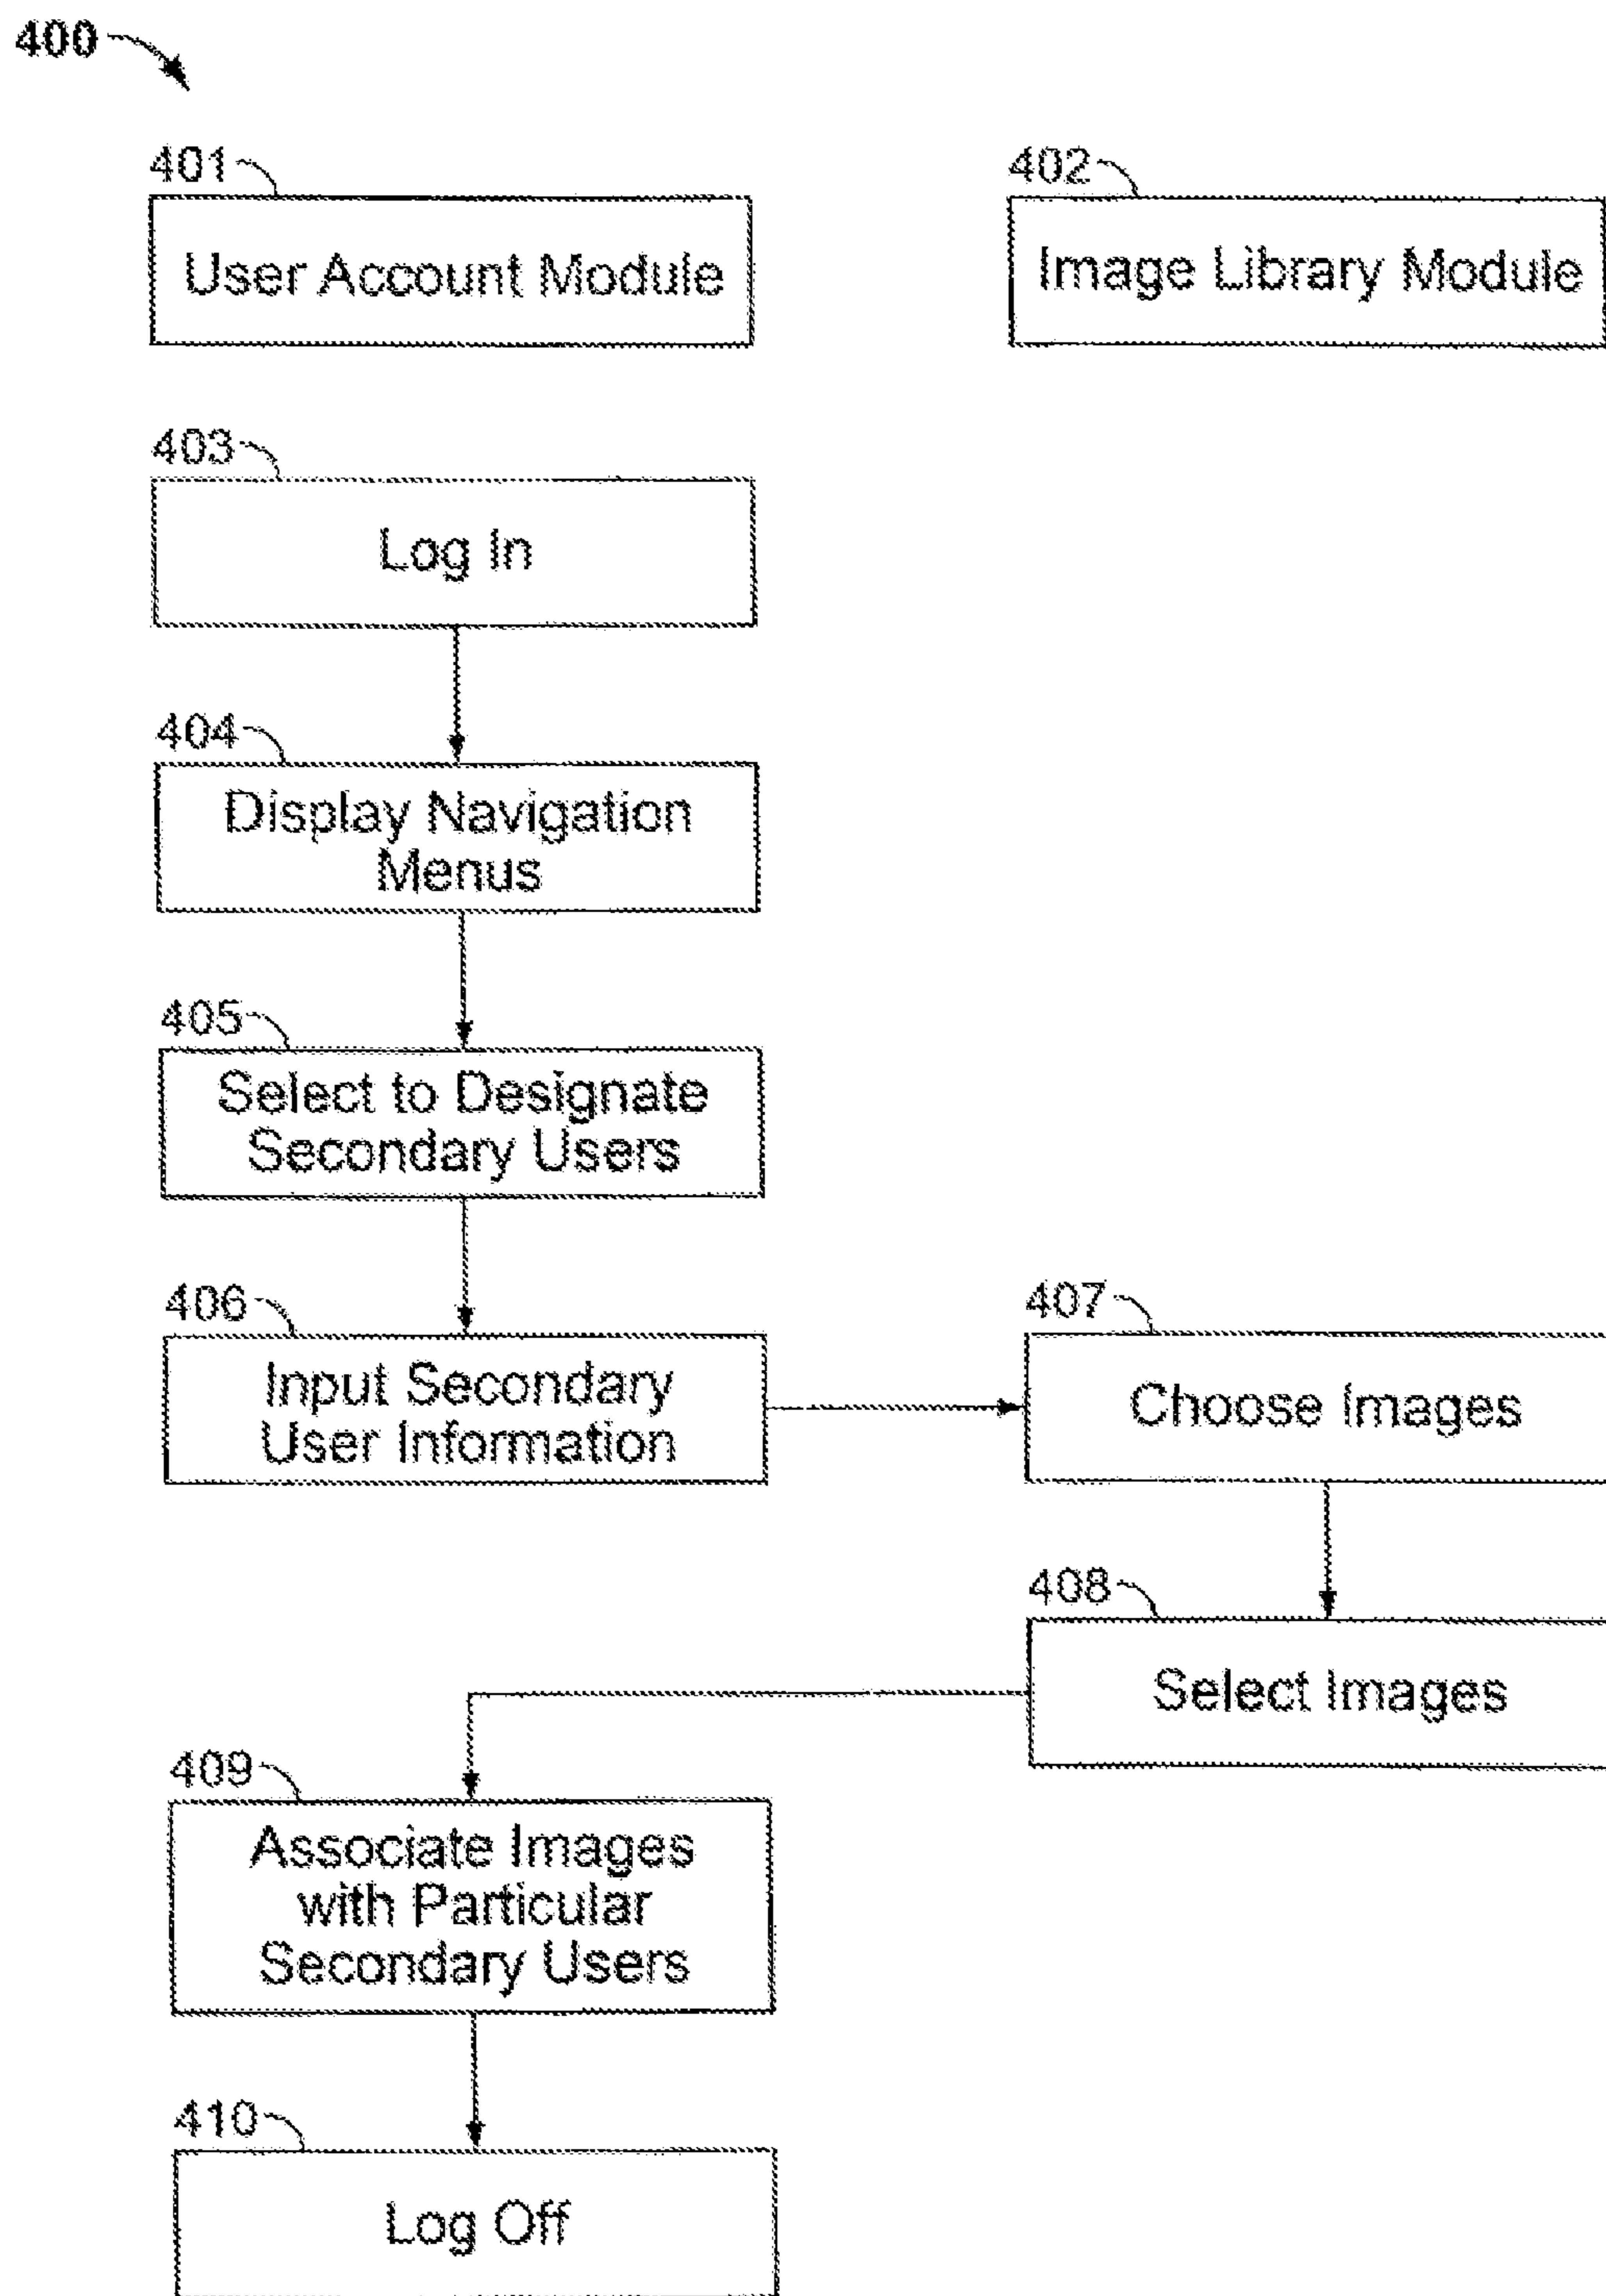 400
401
User Account Module
402
Image Library Module
403
Log In
404
Display Navigation
Menus
405
Select to Designate
Secondary Users
406
Input Secondary
User Information
407
Choose Images
408
Select Images
409
Associate Images
with Particular
Secondary Users
410
Log Off